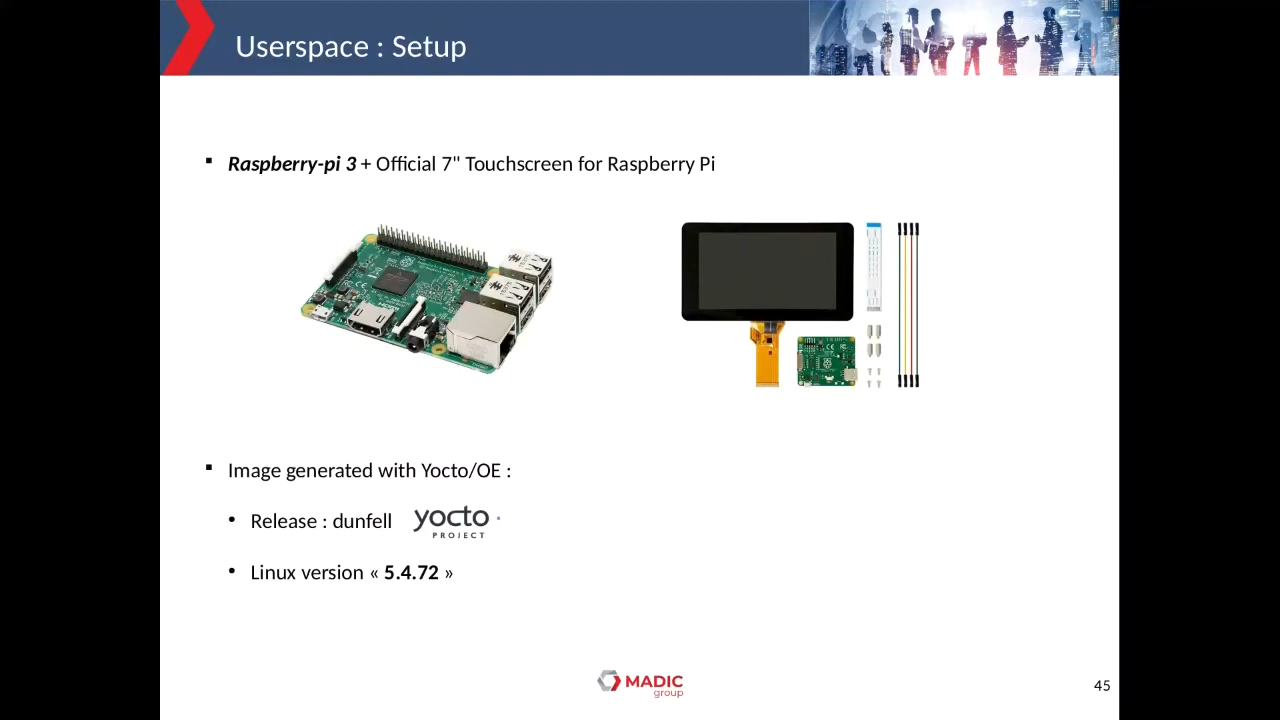 Userspace : Setup
Raspberry-pi 3 + Official 7" Touchscreen for Raspberry Pi
Image generated with Yocto/OE :
Release : dunfell
yocto
PROJECT
Linux version « 5.4.72 »
MADIC
group
45